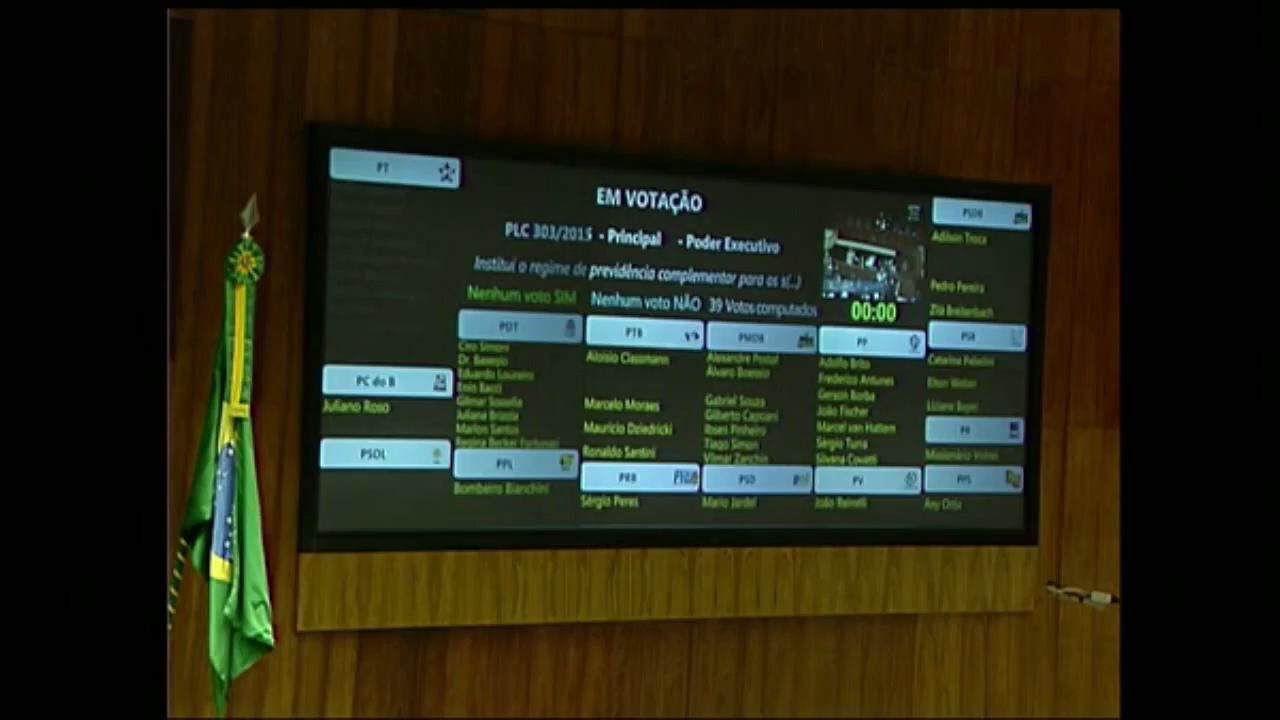 PT
EM VOTAÇÃO
PLC 303/2015 - Principal - Poder Executivo
Institui o regime de previdência complementar para os s(..)
Nenhum voto SIM Nenhum voto NÃO 39 Votos computados
00:00
PSDB
Adilson Troca
Pedro Pereira
Zilá Breitenbach
PC do B
Juliano Roso
PSOL
PDT
Ciro Simoni
Dr. Basegio
Eduardo Loureiro
Enio Bacci
Gilmar Sossella
Juliana Brizola
Marlon Santos
Regina Becker Fortunati
PPL
Bombeiro Bianchini
PTB
Aloísio Classmann
Marcelo Moraes
Maurício Dziedricki
Ronaldo Santini
PRB
Sérgio Peres
PMDB
Alexandre Postal
Álvaro Boessio
Gabriel Souza
Gilberto Capoani
Ibsen Pinheiro
Tiago Simon
Vilmar Zanchin
PSD
Mario Jardel
PP
Adolfo Brito
Frederico Antunes
Gerson Borba
João Fischer
Marcel van Hattem
Sérgio Turra
Silvana Covatti
PV
João Reinelli
PSB
Catarina Paladini
Elton Weber
Liziane Bayer
PR
Missionário Volnei
PPS
Any Ortiz